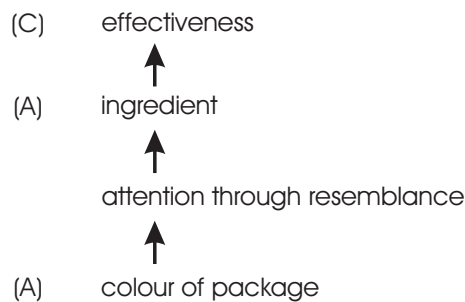 (C) effectiveness
(A) ingredient
attention through resemblance
(A) colour of package